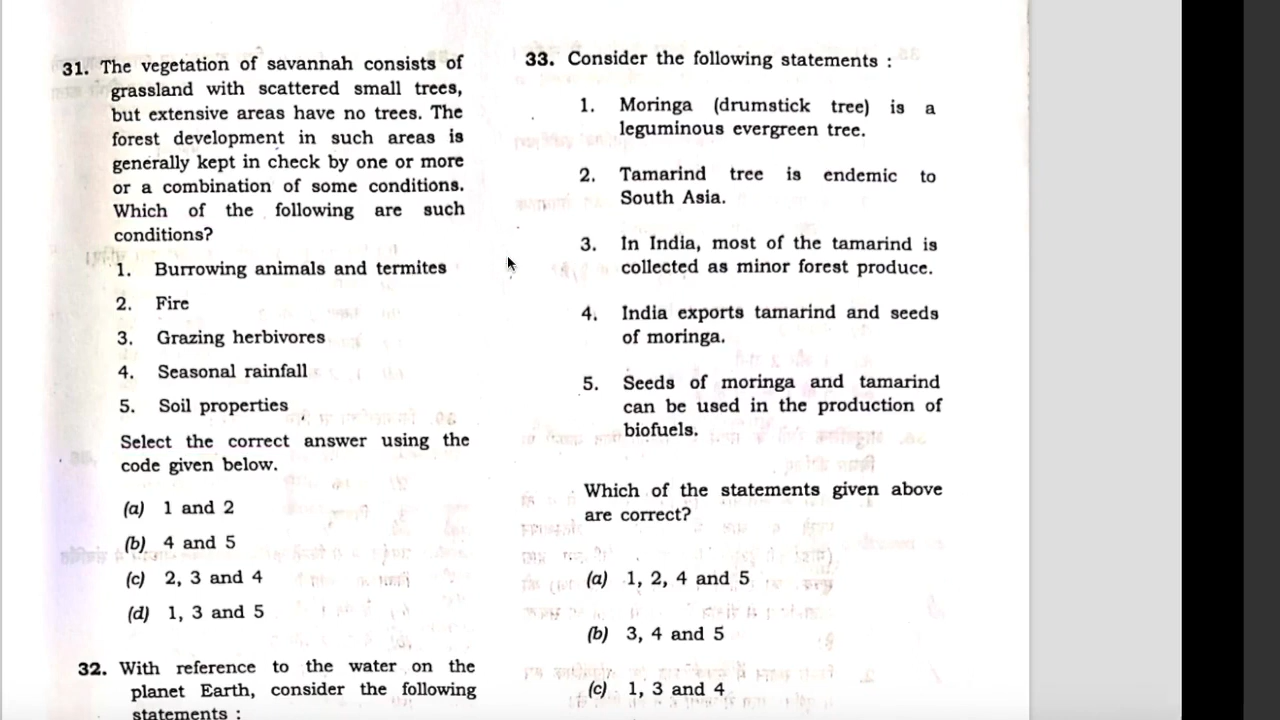 31. The vegetation of savannah consists of
grassland with scattered small trees,
but extensive areas have no trees. The
forest development in such areas is
generally kept in check by one or more
or a combination of some conditions.
Which of the following are such
conditions?
1. Burrowing animals and termites
2. Fire
3. Grazing herbivores
4. Seasonal rainfall
5. Soil properties
Select the correct answer using the
code given below.
(a) 1 and 2
(b) 4 and 5
(c) 2, 3 and 4
(d) 1, 3 and 5
32. With reference to the water on the
planet Earth, consider the following
statements :
33. Consider the following statements :
1. Moringa (drumstick tree) is a
leguminous evergreen tree.
2. Tamarind tree is endemic to
South Asia.
3. In India, most of the tamarind is
collected as minor forest produce.
4. India exports tamarind and seeds
of moringa.
5. Seeds of moringa and tamarind
can be used in the production of
biofuels.
Which of the statements given above
are correct?
(a) 1, 2, 4 and 5
(b) 3, 4 and 5
(c) 1, 3 and 4